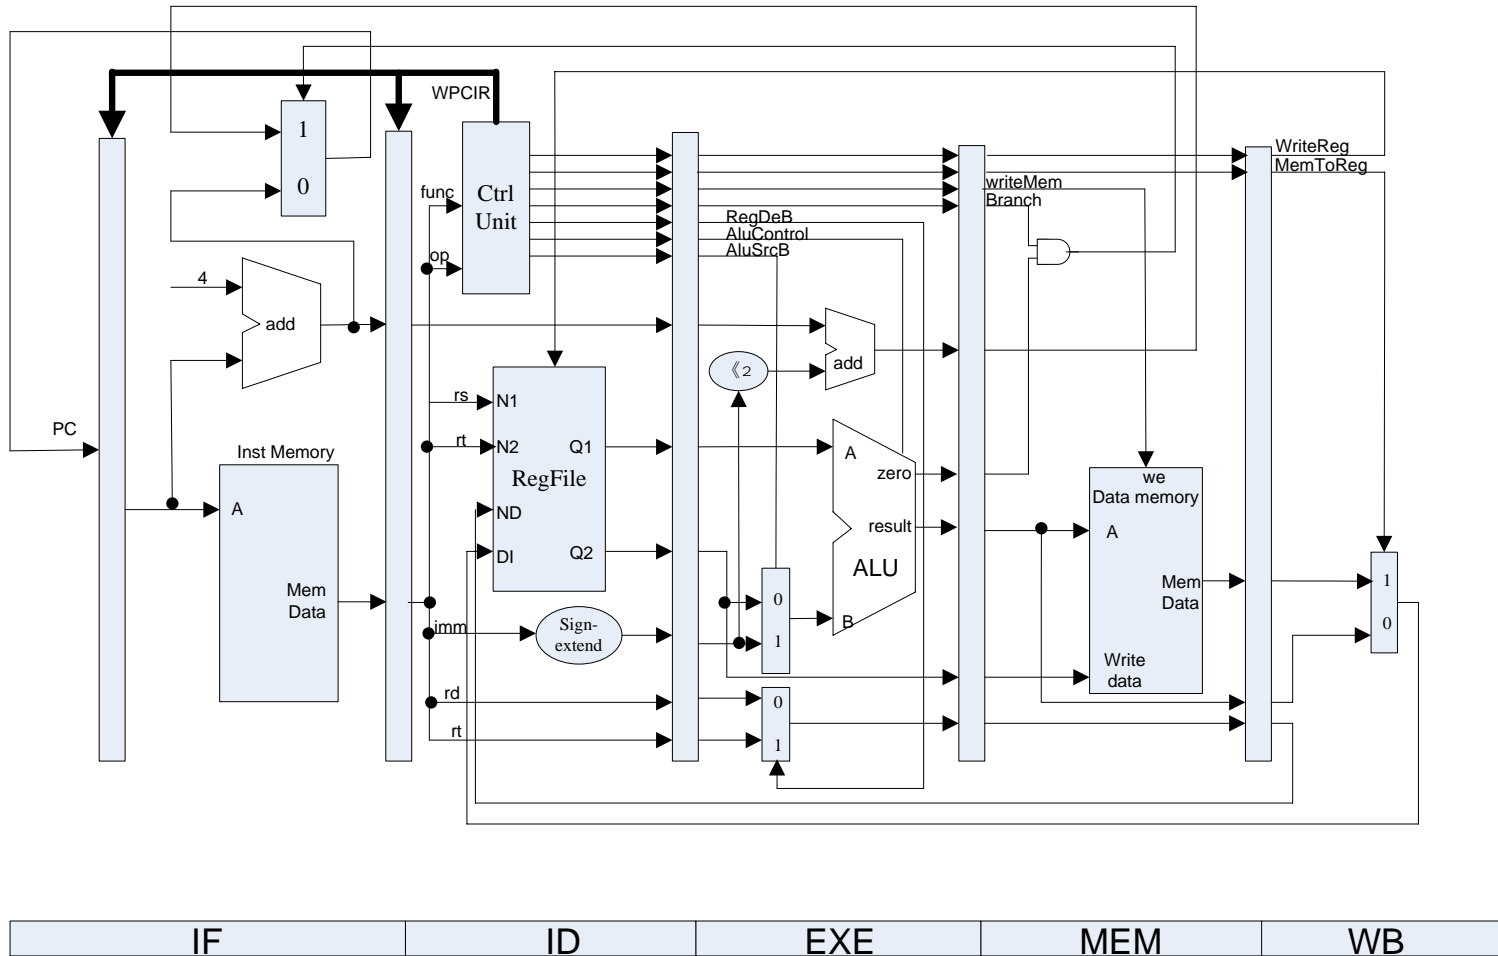 WPCIR
1
0
func
Ctrl
Unit
op
WriteReg
MemToReg
writeMem
Branch
RegDeB
AluControl
AluSrcB
4
add
《2
add
PC
Inst Memory
A
Mem
Data
rs
N1
rt
N2
Q1
RegFile
ND
DI
Q2
imm
Sign-
extend
rd
rt
A
zero
result
ALU
B
0
1
0
1
we
Data memory
A
Mem
Data
Write
data
1
0
IF
ID
EXE
MEM
WB